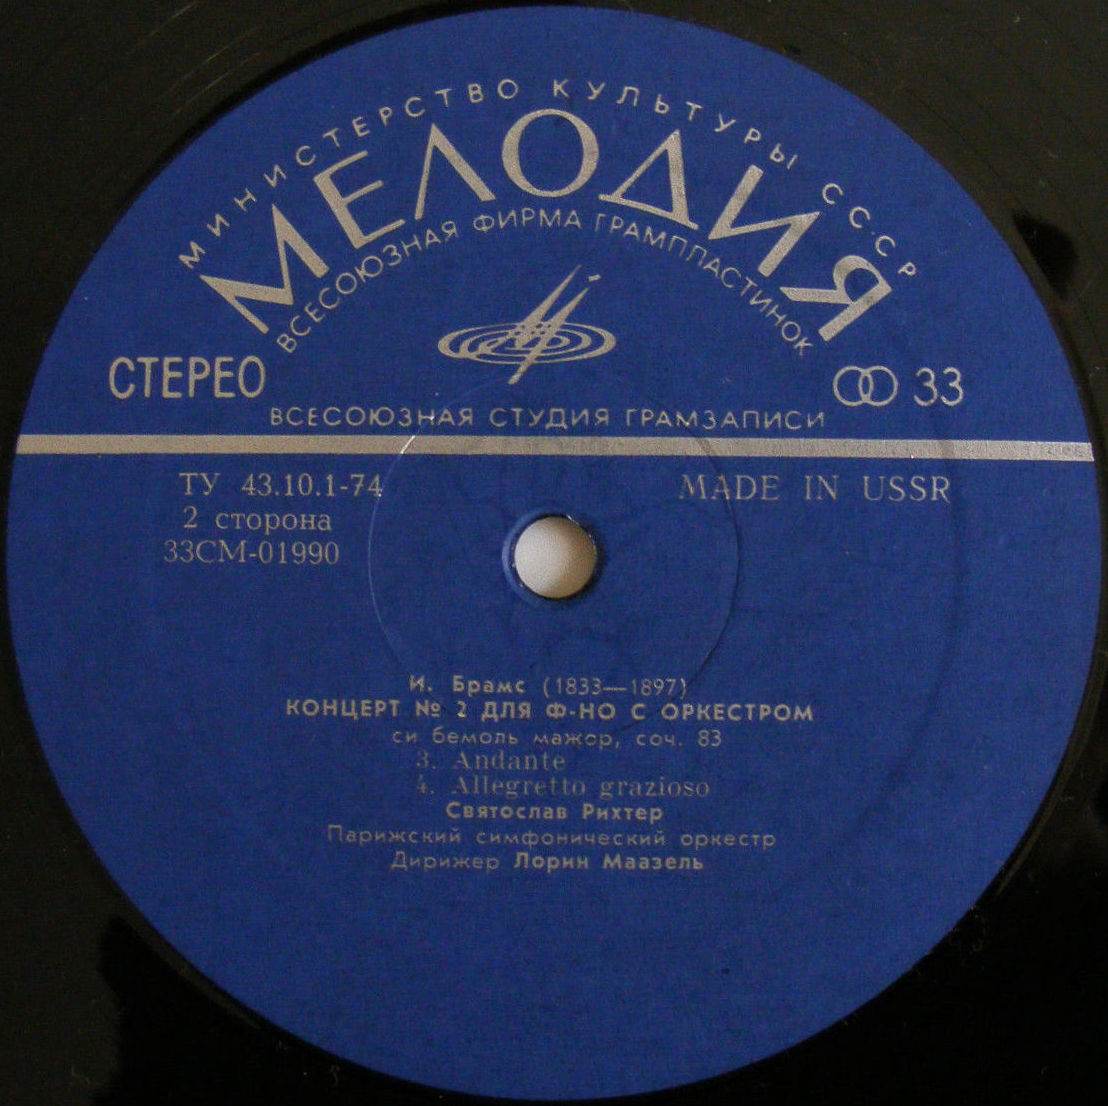 МИНИСТЕРСТВО КУЛЬТУРЫ СССР
МЕЛОДИЯ
ВСЕСОЮЗНАЯ ФИРМА ГРАМПЛАСТИНОК
СТЕРЕО
33
ВСЕСОЮЗНАЯ СТУДИЯ ГРАМЗАПИСИ
ТУ 43.10.1-74
MADE IN USSR
2 сторона
33СМ-01990
И. Брамс (1833—1897)
КОНЦЕРТ № 2 ДЛЯ Ф-НО С ОРКЕСТРОМ
си бемоль мажор, соч. 83
3. Andante
4. Allegretto grazioso
Святослав Рихтер
Парижский симфонический оркестр
Дирижер Лорин Маазель